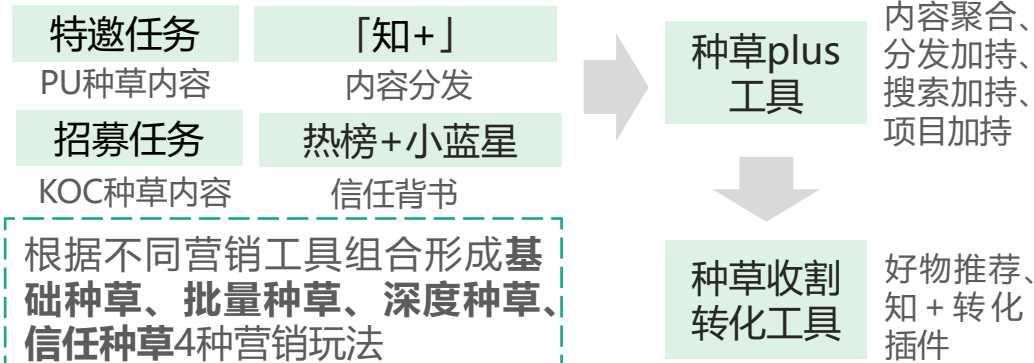 特邀任务
PU种草内容
「知+」
内容分发
招募任务
KOC种草内容
热榜+小蓝星
信任背书
根据不同营销工具组合形成基
础种草、批量种草、深度种草、
信任种草4种营销玩法
种草plus
工具
内容聚合、
分发加持、
搜索加持、
项目加持
种草收割
转化工具
好物推荐、
知+转化
插件